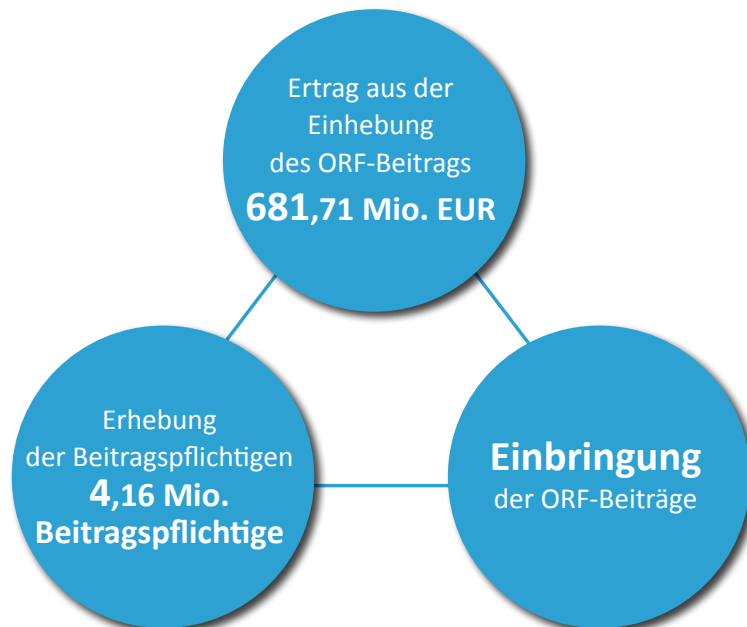 Ertrag aus der
Einhebung
des ORF-Beitrags
681,71 Mio. EUR
Erhebung
der Beitragspflichtigen
4,16 Mio.
Beitragspflichtige
Einbringung
der ORF-Beiträge